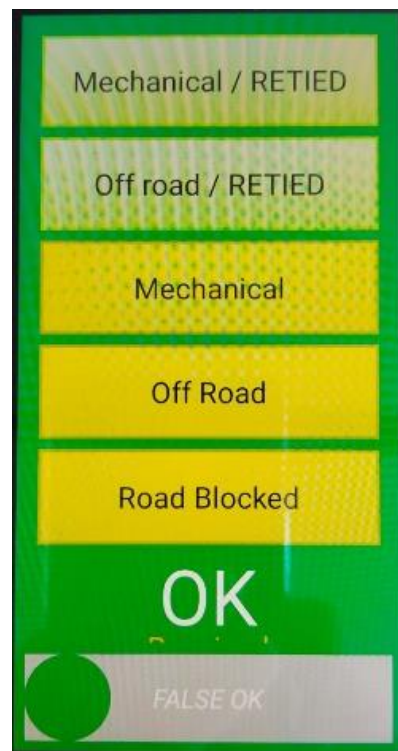 Mechanical / RETIED
Off road / RETIED
Mechanical
Off Road
Road Blocked
OK
FALSE OK